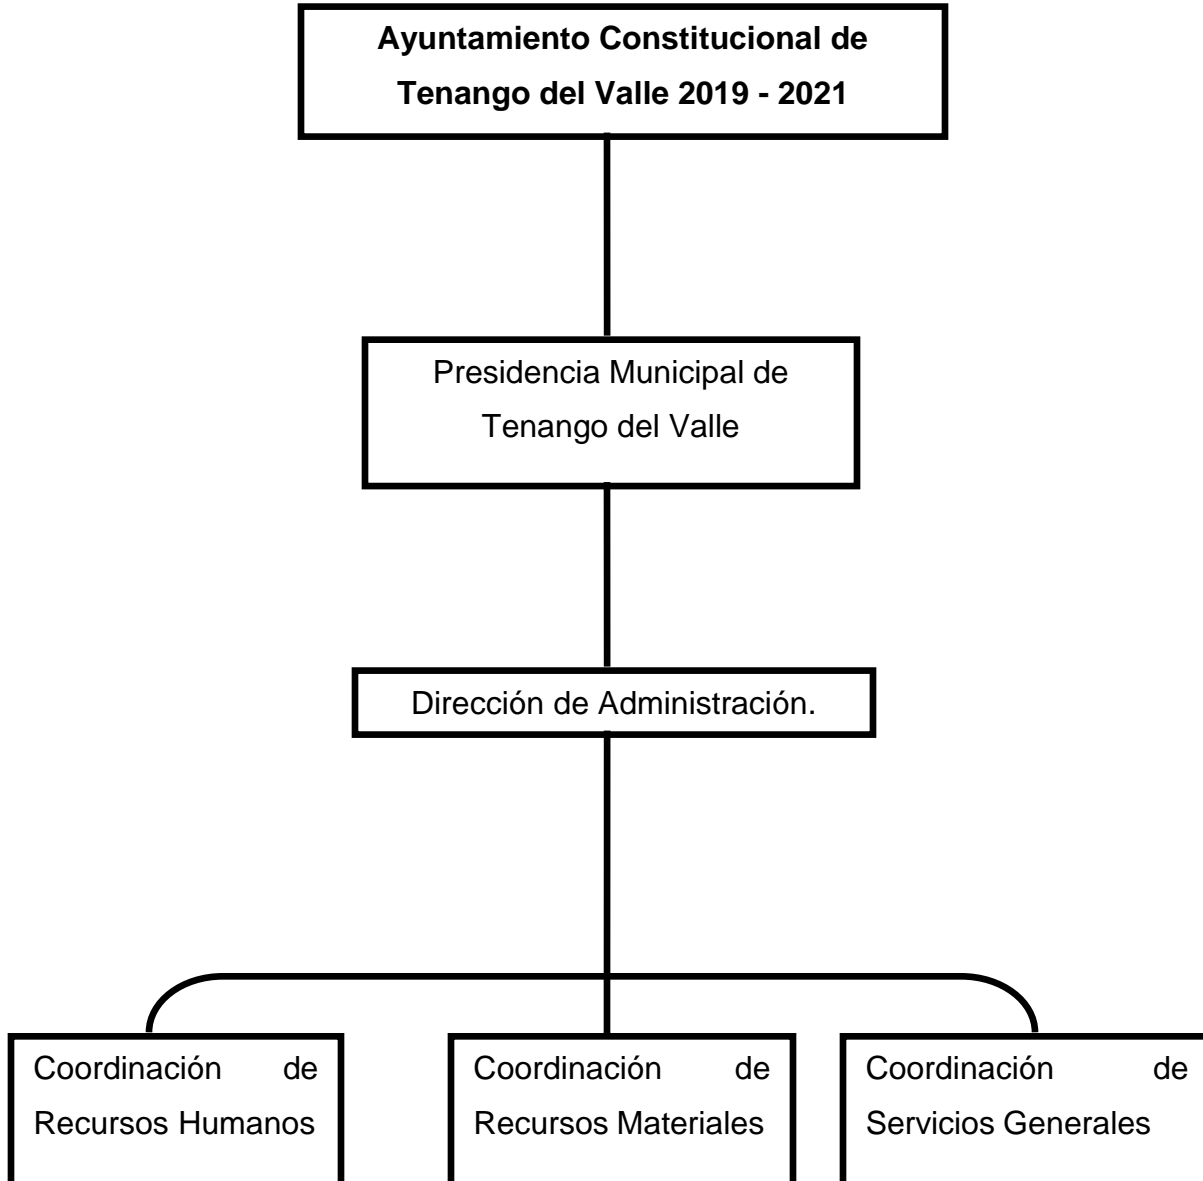 Ayuntamiento Constitucional de
Tenango del Valle 2019 - 2021
Presidencia Municipal de
Tenango del Valle
Dirección de Administración.
Coordinación de
Recursos Humanos
Coordinación de
Recursos Materiales
Coordinación de
Servicios Generales